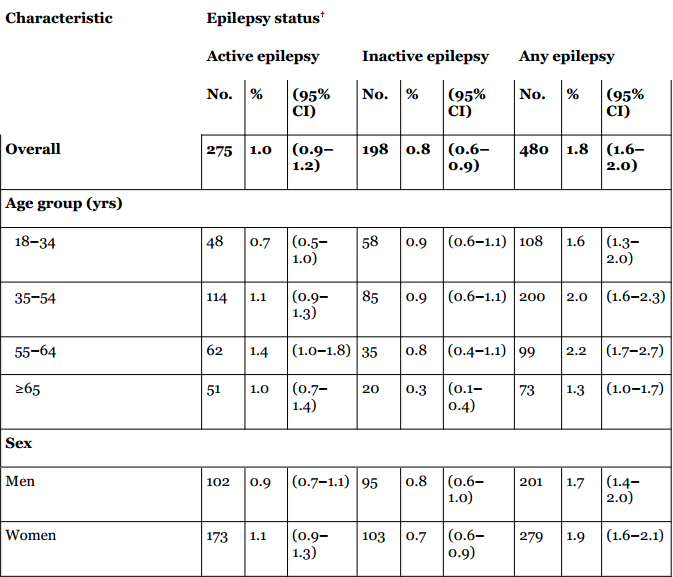 Characteristic Epilepsy status†
Active epilepsy Inactive epilepsy Any epilepsy
No. % (95% CI) No. % (95% CI) No. % (95% CI)
Overall 275 1.0 (0.9–1.2) 198 0.8 (0.6–0.9) 480 1.8 (1.6–2.0)
Age group (yrs)
18–34 48 0.7 (0.5–1.0) 58 0.9 (0.6–1.1) 108 1.6 (1.3–2.0)
35–54 114 1.1 (0.9–1.3) 85 0.9 (0.6–1.1) 200 2.0 (1.6–2.3)
55–64 62 1.4 (1.0–1.8) 35 0.8 (0.4–1.1) 99 2.2 (1.7–2.7)
≥65 51 1.0 (0.7–1.4) 20 0.3 (0.1–0.4) 73 1.3 (1.0–1.7)
Sex
Men 102 0.9 (0.7–1.1) 95 0.8 (0.6–1.0) 201 1.7 (1.4–2.0)
Women 173 1.1 (0.9–1.3) 103 0.7 (0.6–0.9) 279 1.9 (1.6–2.1)